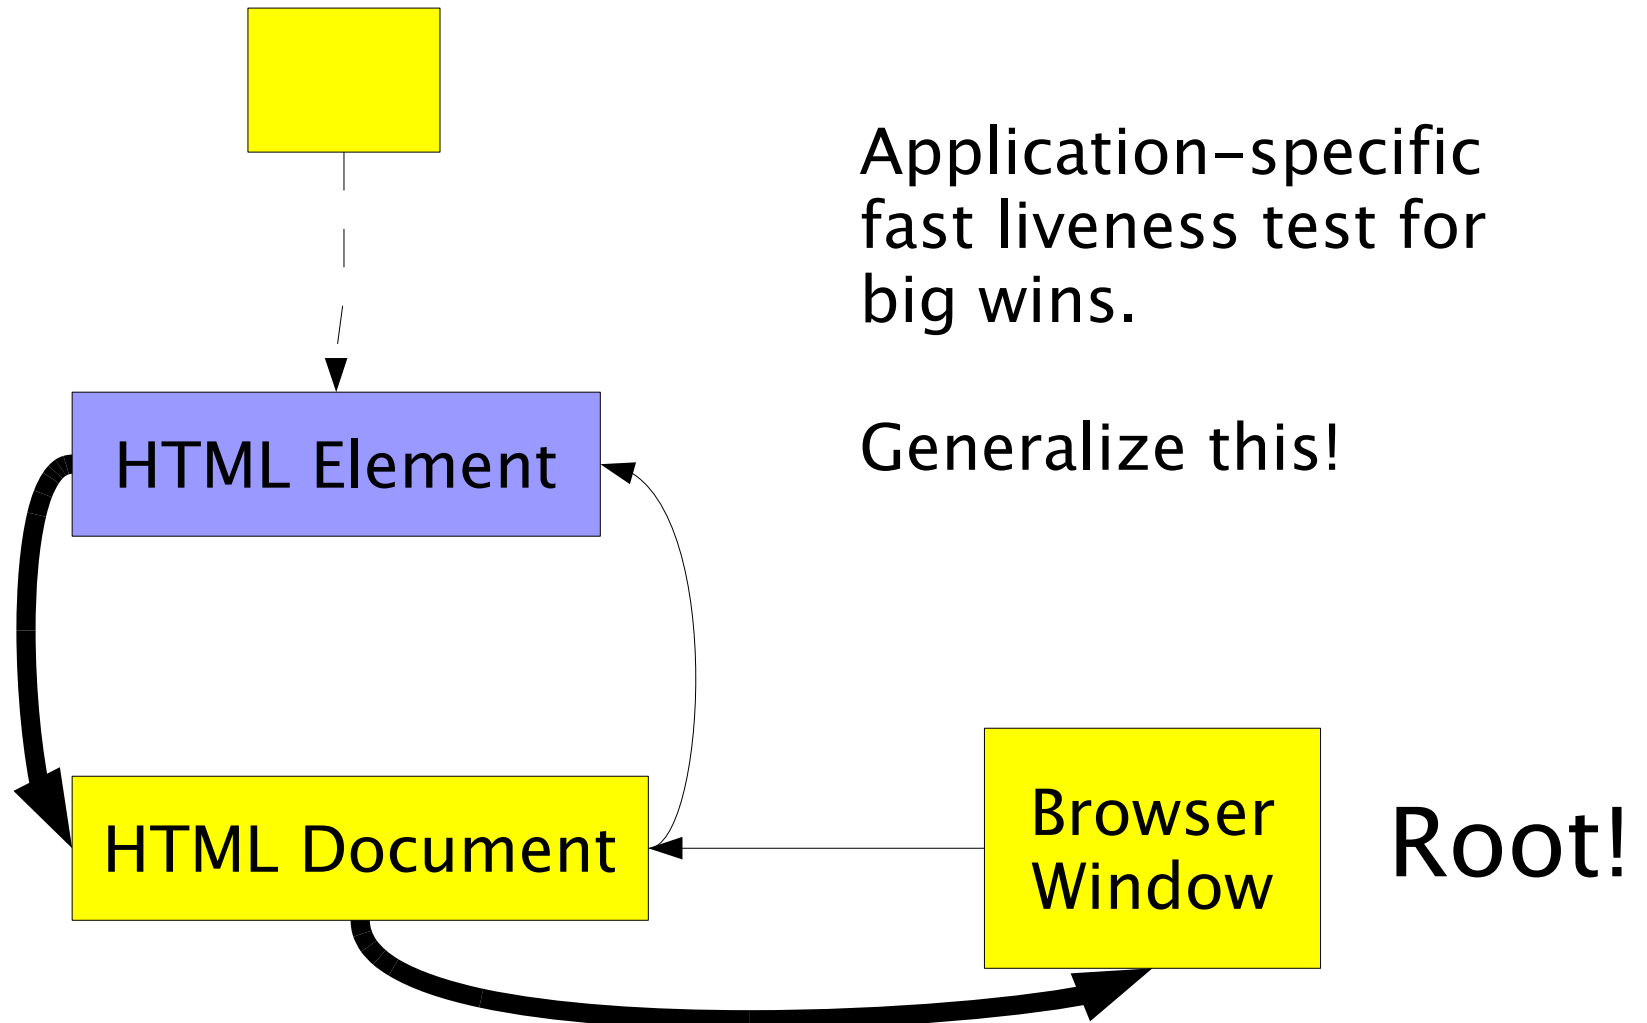 Application-specific
fast liveness test for
big wins.
Generalize this!
HTML Element
HTML Document
Browser
Window
Root!